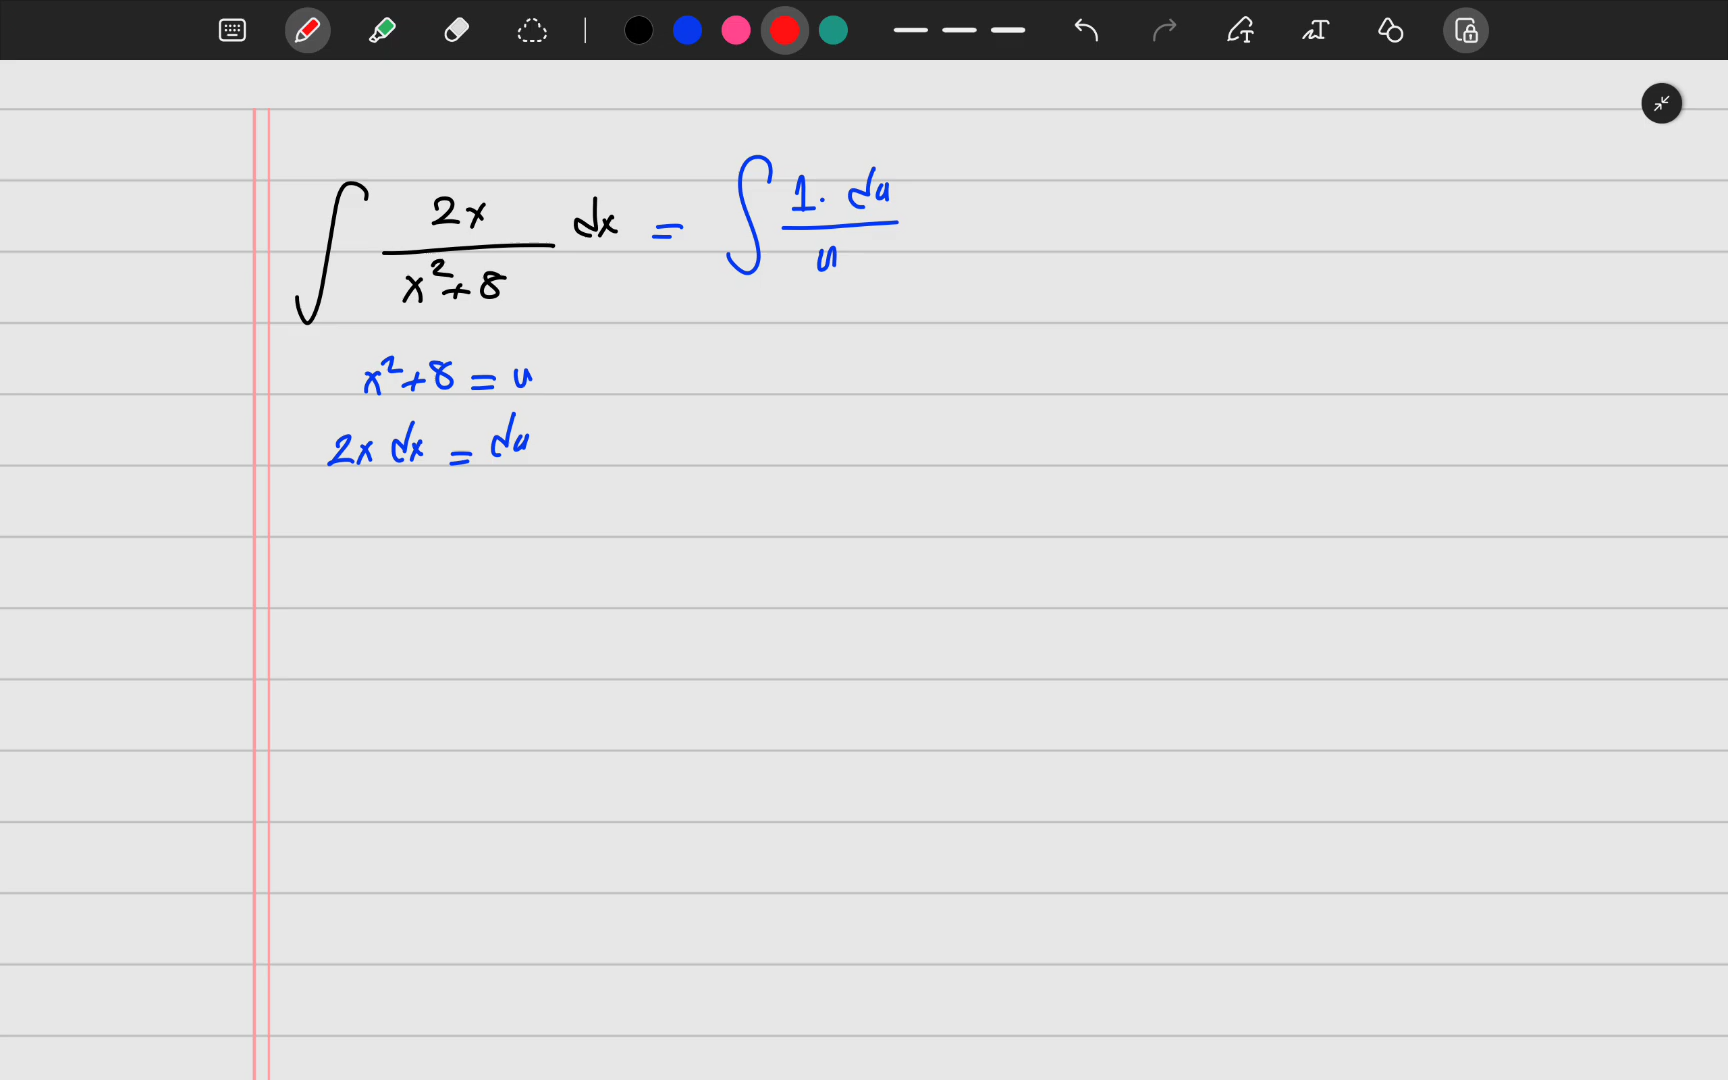 ∫ 2x / (x²+8) dx = ∫ 1. du / u
x²+8 = u
2x dx = du